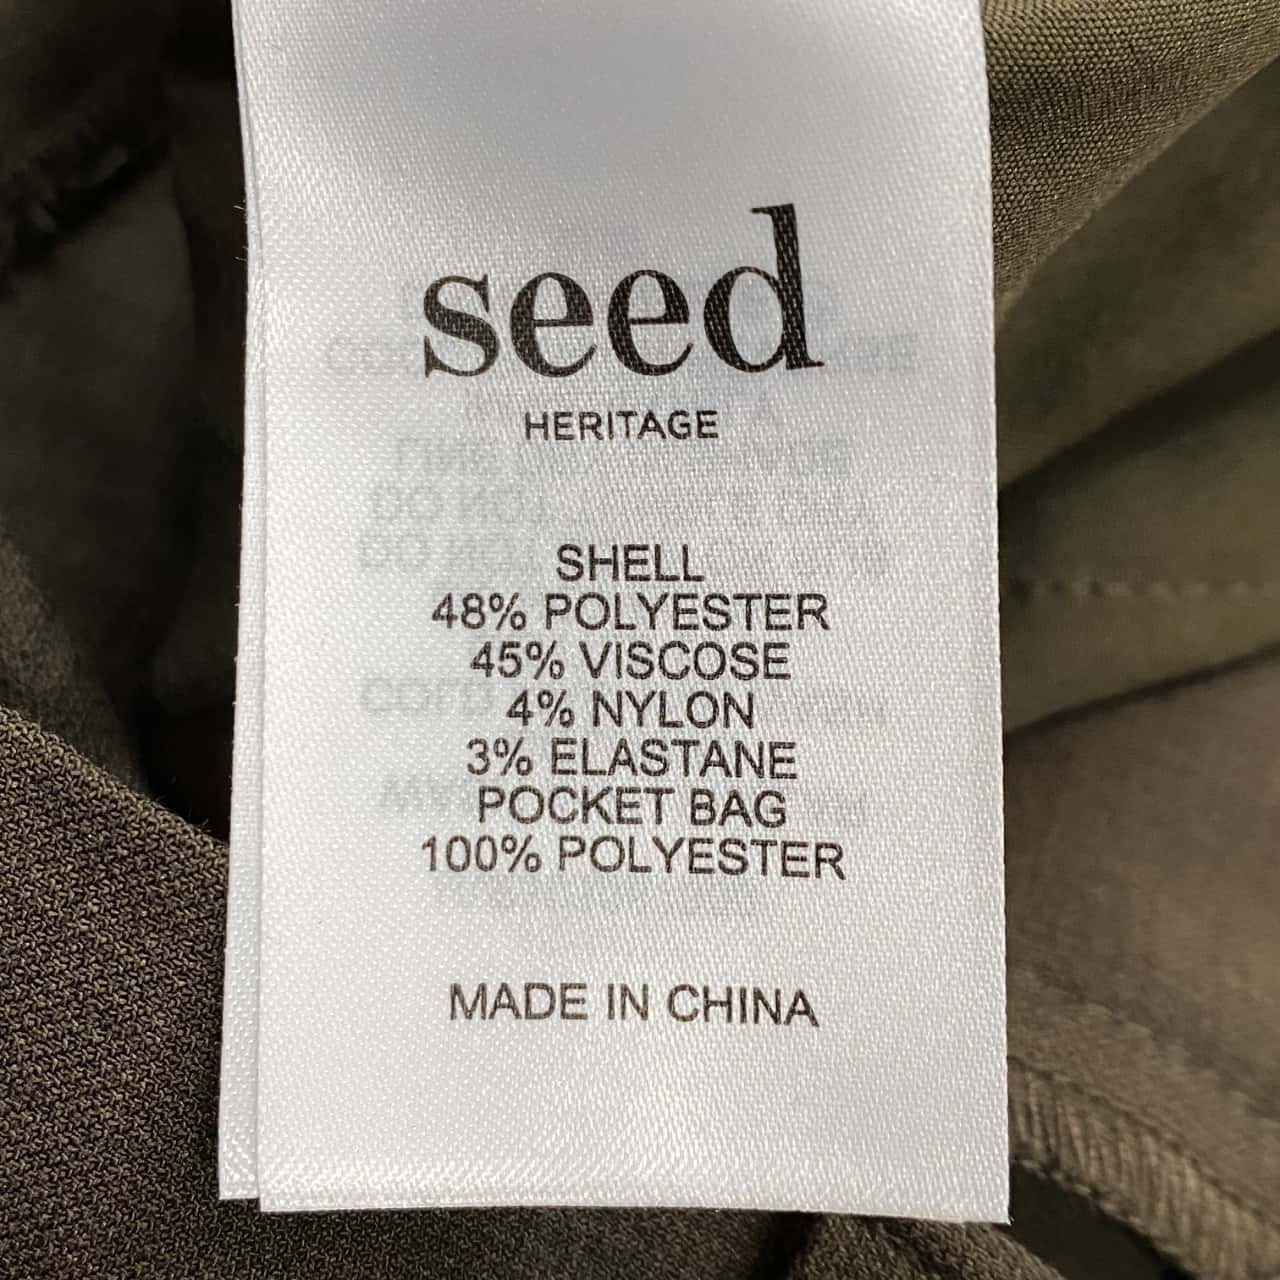 seed
HERITAGE
SHELL
48% POLYESTER
45% VISCOSE
4% NYLON
3% ELASTANE
POCKET BAG
100% POLYESTER
MADE IN CHINA